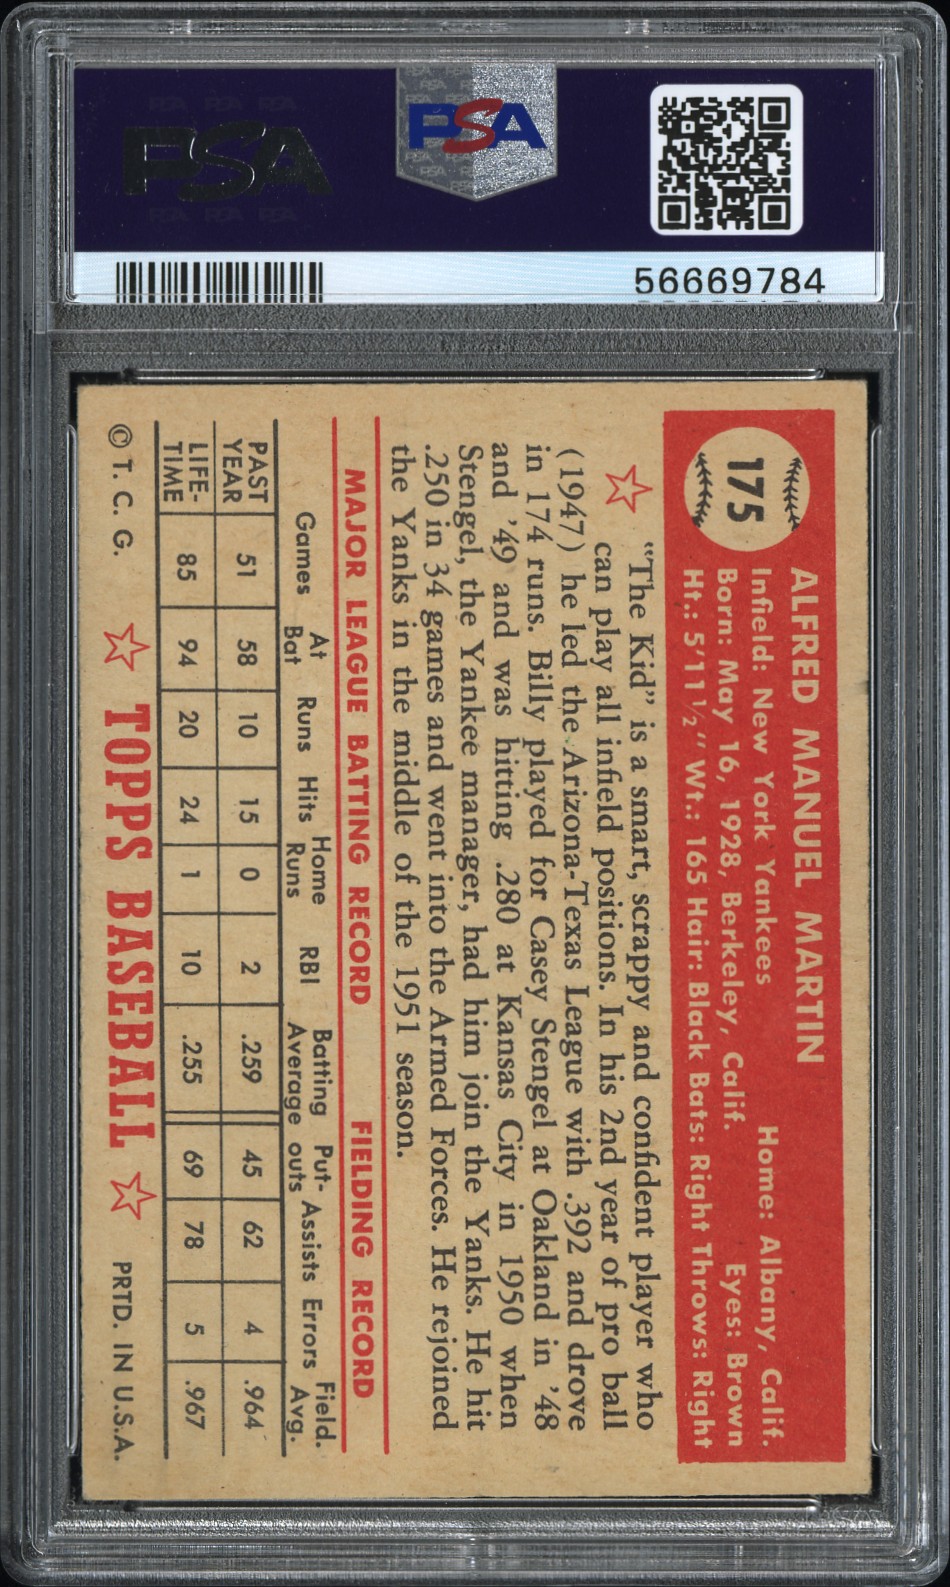 PSA
PSA
56669784
175
ALFRED MANUEL MARTIN
Infield: New York Yankees Home: Albany, Calif.
Born: May 16, 1928, Berkeley, Calif. Eyes: Brown
Ht.: 5'11½" Wt.: 165 Hair: Black Bats: Right Throws: Right
"The Kid" is a smart, scrappy and confident player who
can play all infield positions. In his 2nd year of pro ball
(1947) he led the Arizona-Texas League with .392 and drove
in 174 runs. Billy played for Casey Stengel at Oakland in '48
and '49 and was hitting .280 at Kansas City in 1950 when
Stengel, the Yankee manager, had him join the Yanks. He hit
.250 in 34 games and went into the Armed Forces. He rejoined
the Yanks in the middle of the 1951 season.
MAJOR LEAGUE BATTING RECORD FIELDING RECORD
Games At Bat Runs Hits Home Runs RBI Batting Average Put-outs Assists Errors Field. Avg.
PAST YEAR 51 58 10 15 0 2 .259 45 62 4 .964
LIFE-TIME 85 94 20 24 1 10 .255 69 78 5 .967
© T. C. G. TOPPS BASEBALL PRTD. IN U.S.A.